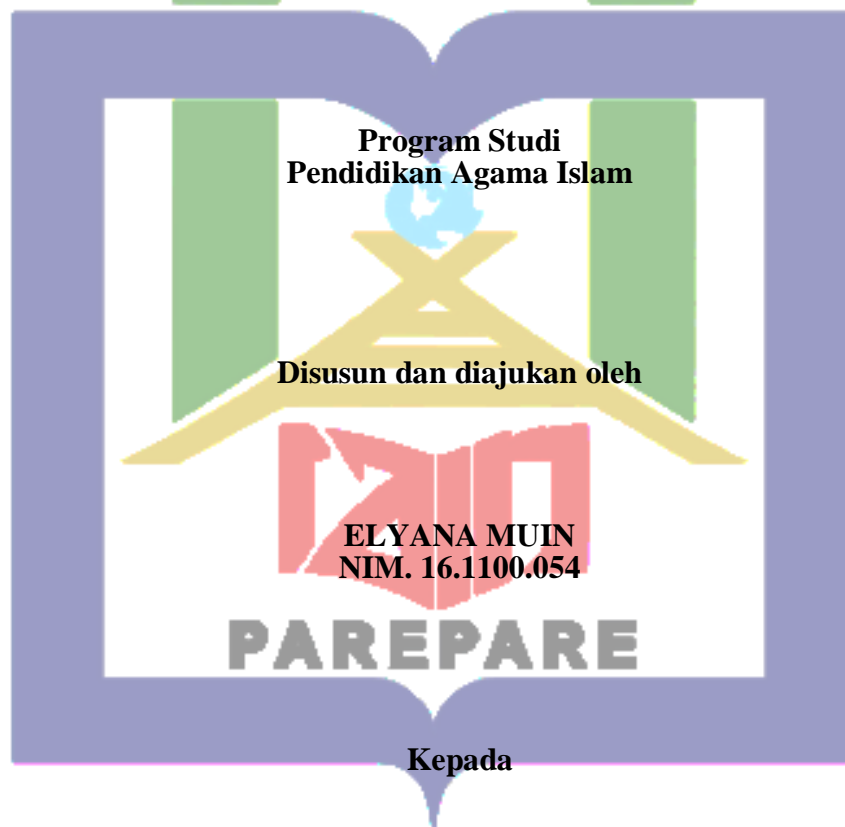 Program Studi
Pendidikan Agama Islam
Disusun dan diajukan oleh
ELYANA MUIN
NIM. 16.1100.054
PAREPARE
Kepada